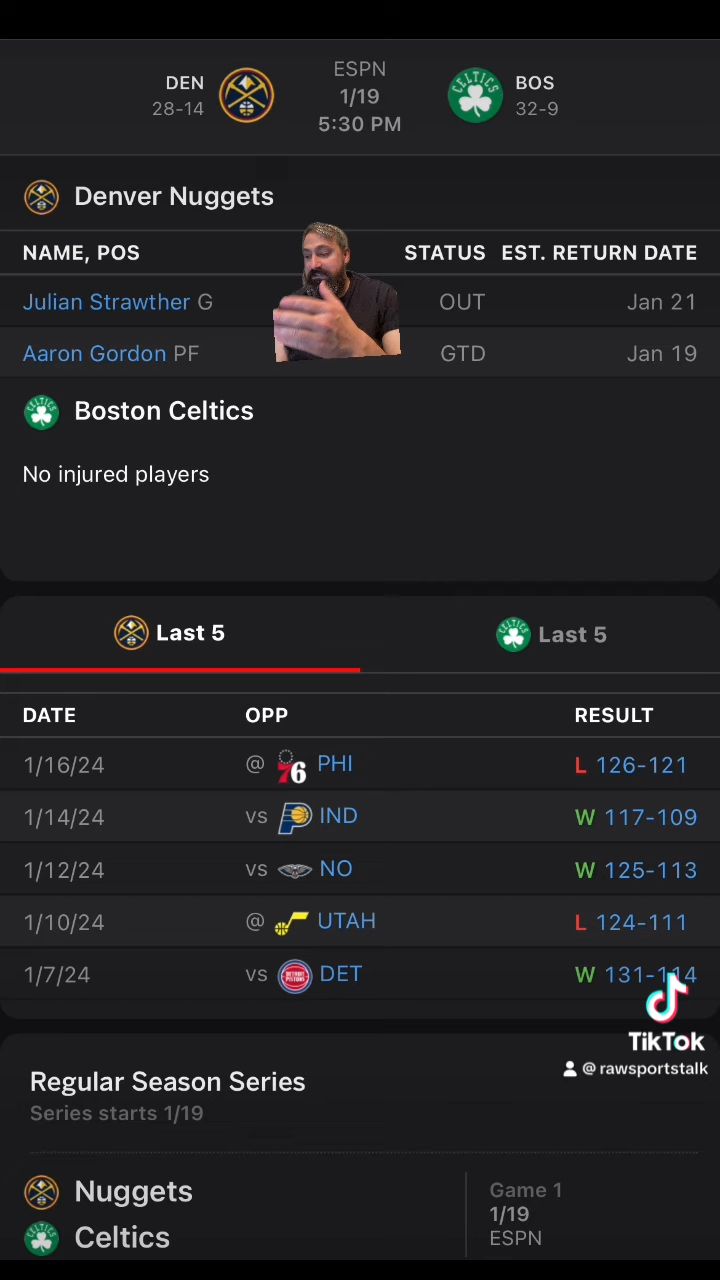 ESPN
DEN 1/19 BOS
28-14 5:30 PM 32-9
CELTICS
Denver Nuggets
NAME, POS STATUS EST. RETURN DATE
Julian Strawther G OUT Jan 21
Aaron Gordon PF GTD Jan 19
Boston Celtics
No injured players
Last 5 Last 5
DATE OPP RESULT
1/16/24 @ 76 PHI L 126-121
1/14/24 vs IND W 117-109
1/12/24 vs NO W 125-113
1/10/24 @ UTAH L 124-111
1/7/24 vs DET W 131-114
TikTok
@rawsportstalk
Regular Season Series
Series starts 1/19
Nuggets
Celtics
Game 1
1/19
ESPN